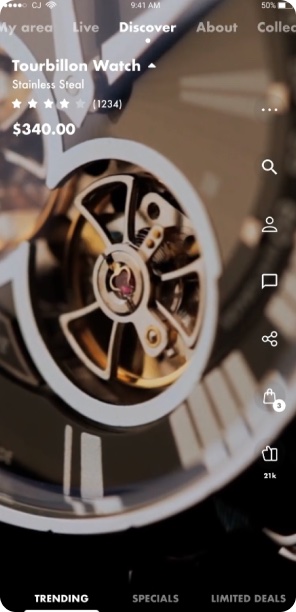 CJ 9:41 AM 50%
My area Live Discover About Collec
Tourbillon Watch
Stainless Steal
(1234)
$340.00
3
21k
TRENDING SPECIALS LIMITED DEALS